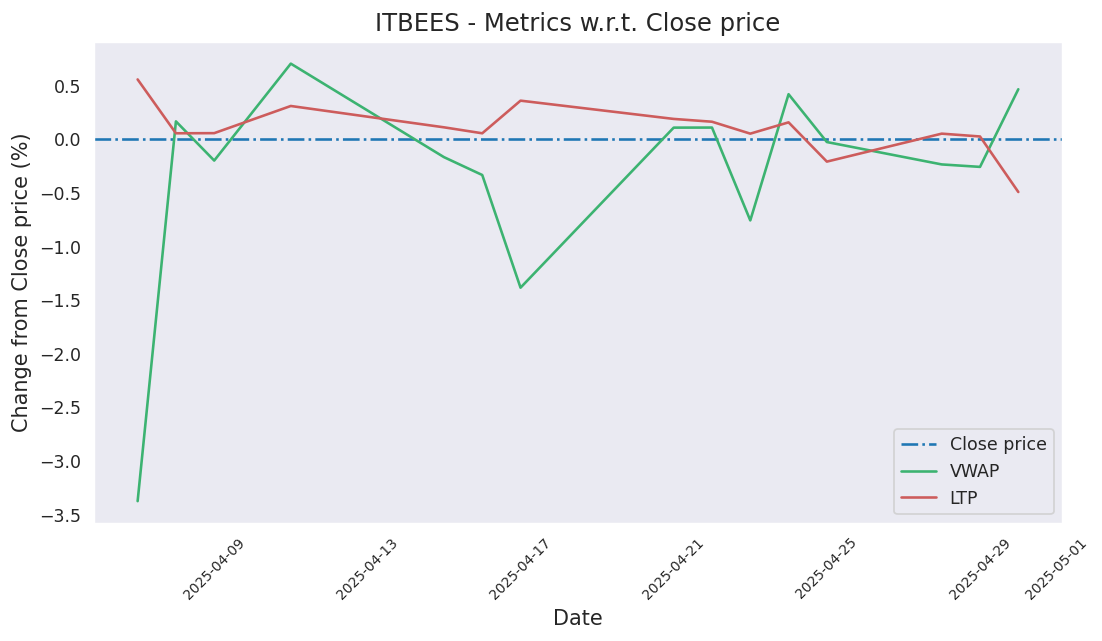 ITBEES - Metrics w.r.t. Close price
Change from Close price (%)
0.5
0.0
−0.5
−1.0
−1.5
−2.0
−2.5
−3.0
−3.5
Close price
VWAP
LTP
2025-04-09
2025-04-13
2025-04-17
2025-04-21
2025-04-25
2025-04-29
2025-05-01
Date